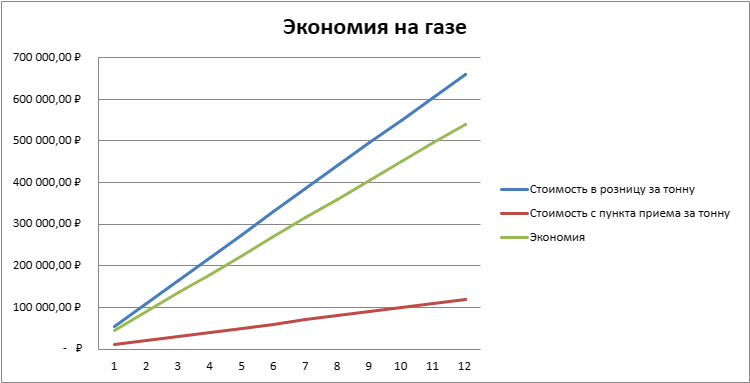 Экономия на газе
700 000,00 ₽
600 000,00 ₽
500 000,00 ₽
400 000,00 ₽
300 000,00 ₽
200 000,00 ₽
100 000,00 ₽
- ₽
1 2 3 4 5 6 7 8 9 10 11 12
Стоимость в розницу за тонну
Стоимость с пункта приема за тонну
Экономия